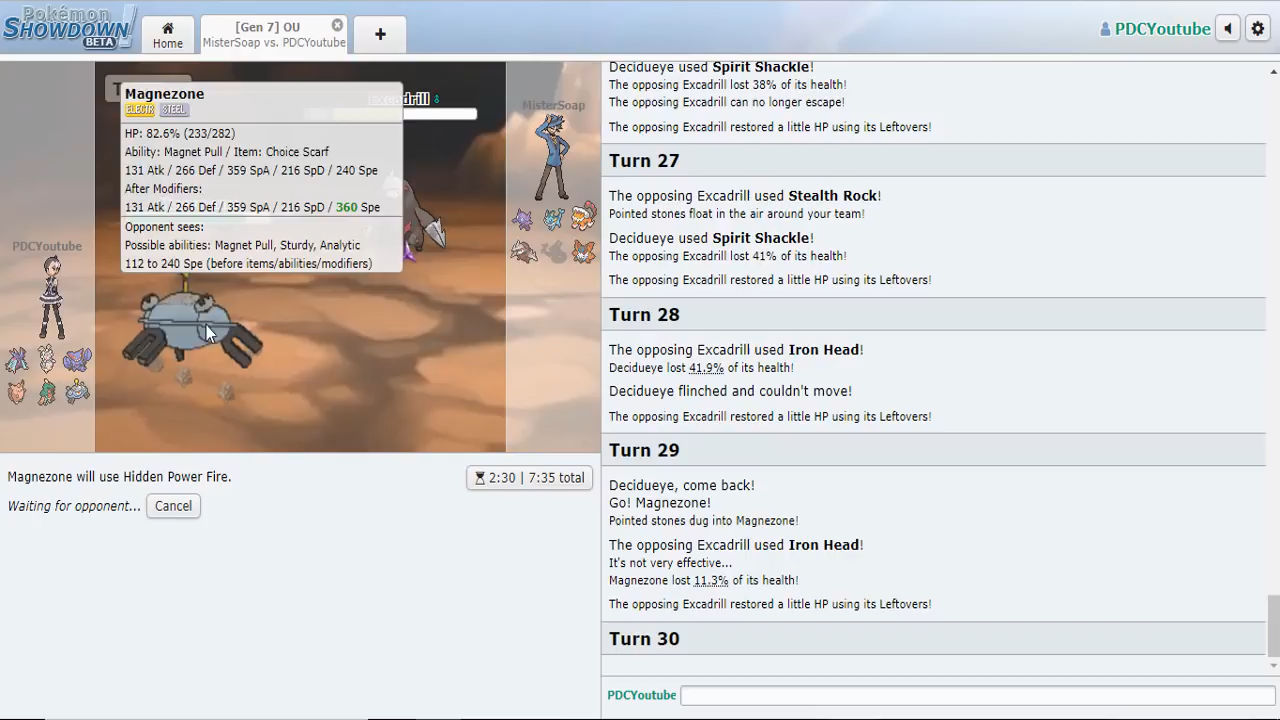 Pokémon
SHOWDOWN
BETA
Home
[Gen 7] OU
MisterSoap vs. PDCYoutube
+
PDCYoutube
Magnezone
ELECTR STEEL
HP: 82.6% (233/282)
Ability: Magnet Pull / Item: Choice Scarf
131 Atk / 266 Def / 359 SpA / 216 SpD / 240 Spe
After Modifiers:
131 Atk / 266 Def / 359 SpA / 216 SpD / 360 Spe
Opponent sees:
Possible abilities: Magnet Pull, Sturdy, Analytic
112 to 240 Spe (before items/abilities/modifiers)
MisterSoap
PDCYoutube
Magnezone will use Hidden Power Fire.
Waiting for opponent... Cancel
2:30 | 7:35 total
Decidueye used Spirit Shackle!
The opposing Excadrill lost 38% of its health!
The opposing Excadrill can no longer escape!
The opposing Excadrill restored a little HP using its Leftovers!
Turn 27
The opposing Excadrill used Stealth Rock!
Pointed stones float in the air around your team!
Decidueye used Spirit Shackle!
The opposing Excadrill lost 41% of its health!
The opposing Excadrill restored a little HP using its Leftovers!
Turn 28
The opposing Excadrill used Iron Head!
Decidueye lost 41.9% of its health!
Decidueye flinched and couldn't move!
The opposing Excadrill restored a little HP using its Leftovers!
Turn 29
Decidueye, come back!
Go! Magnezone!
Pointed stones dug into Magnezone!
The opposing Excadrill used Iron Head!
It's not very effective...
Magnezone lost 11.3% of its health!
The opposing Excadrill restored a little HP using its Leftovers!
Turn 30
PDCYoutube